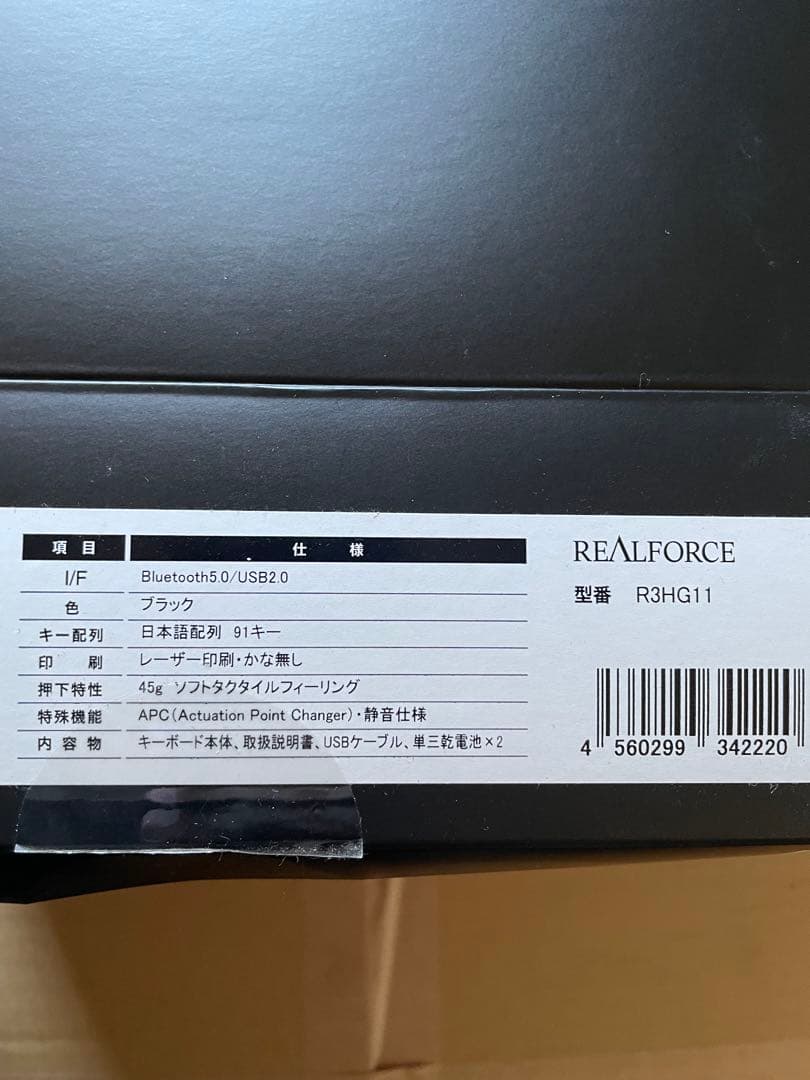 項目 仕様
I/F Bluetooth5.0/USB2.0
色 ブラック
キー配列 日本語配列 91キー
印刷 レーザー印刷・かな無し
押下特性 45g ソフトタクタイルフィーリング
特殊機能 APC(Actuation Point Changer)・静音仕様
内容物 キーボード本体、取扱説明書、USBケーブル、単三乾電池×2
REALFORCE
型番 R3HG11
4 560299 342220